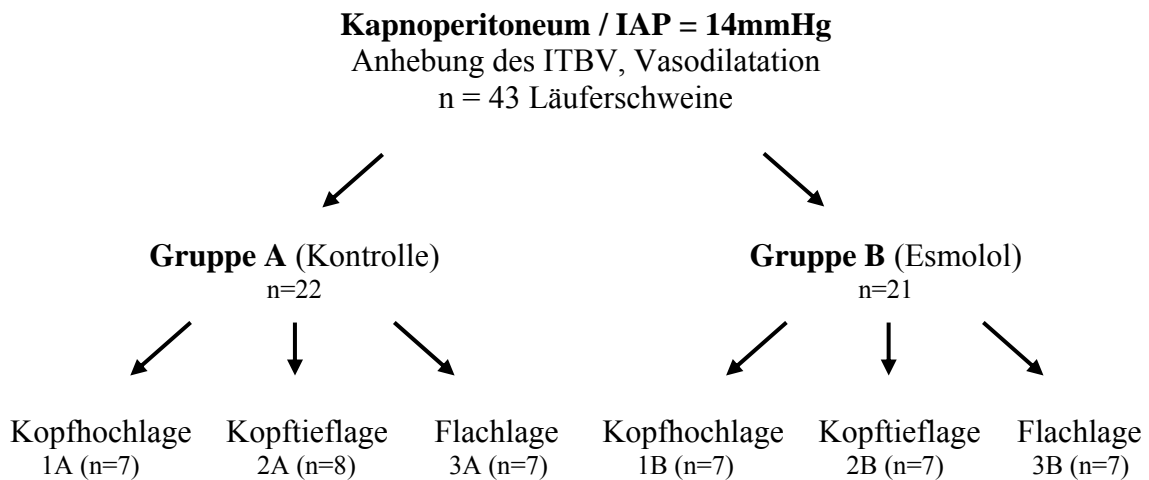 Kapnoperitoneum / IAP = 14mmHg
Anhebung des ITBV, Vasodilatation
n = 43 Läuferschweine
Gruppe A (Kontrolle)
n=22
Gruppe B (Esmolol)
n=21
Kopfhochlage Kopftieflage Flachlage Kopfhochlage Kopftieflage Flachlage
1A (n=7) 2A (n=8) 3A (n=7) 1B (n=7) 2B (n=7) 3B (n=7)